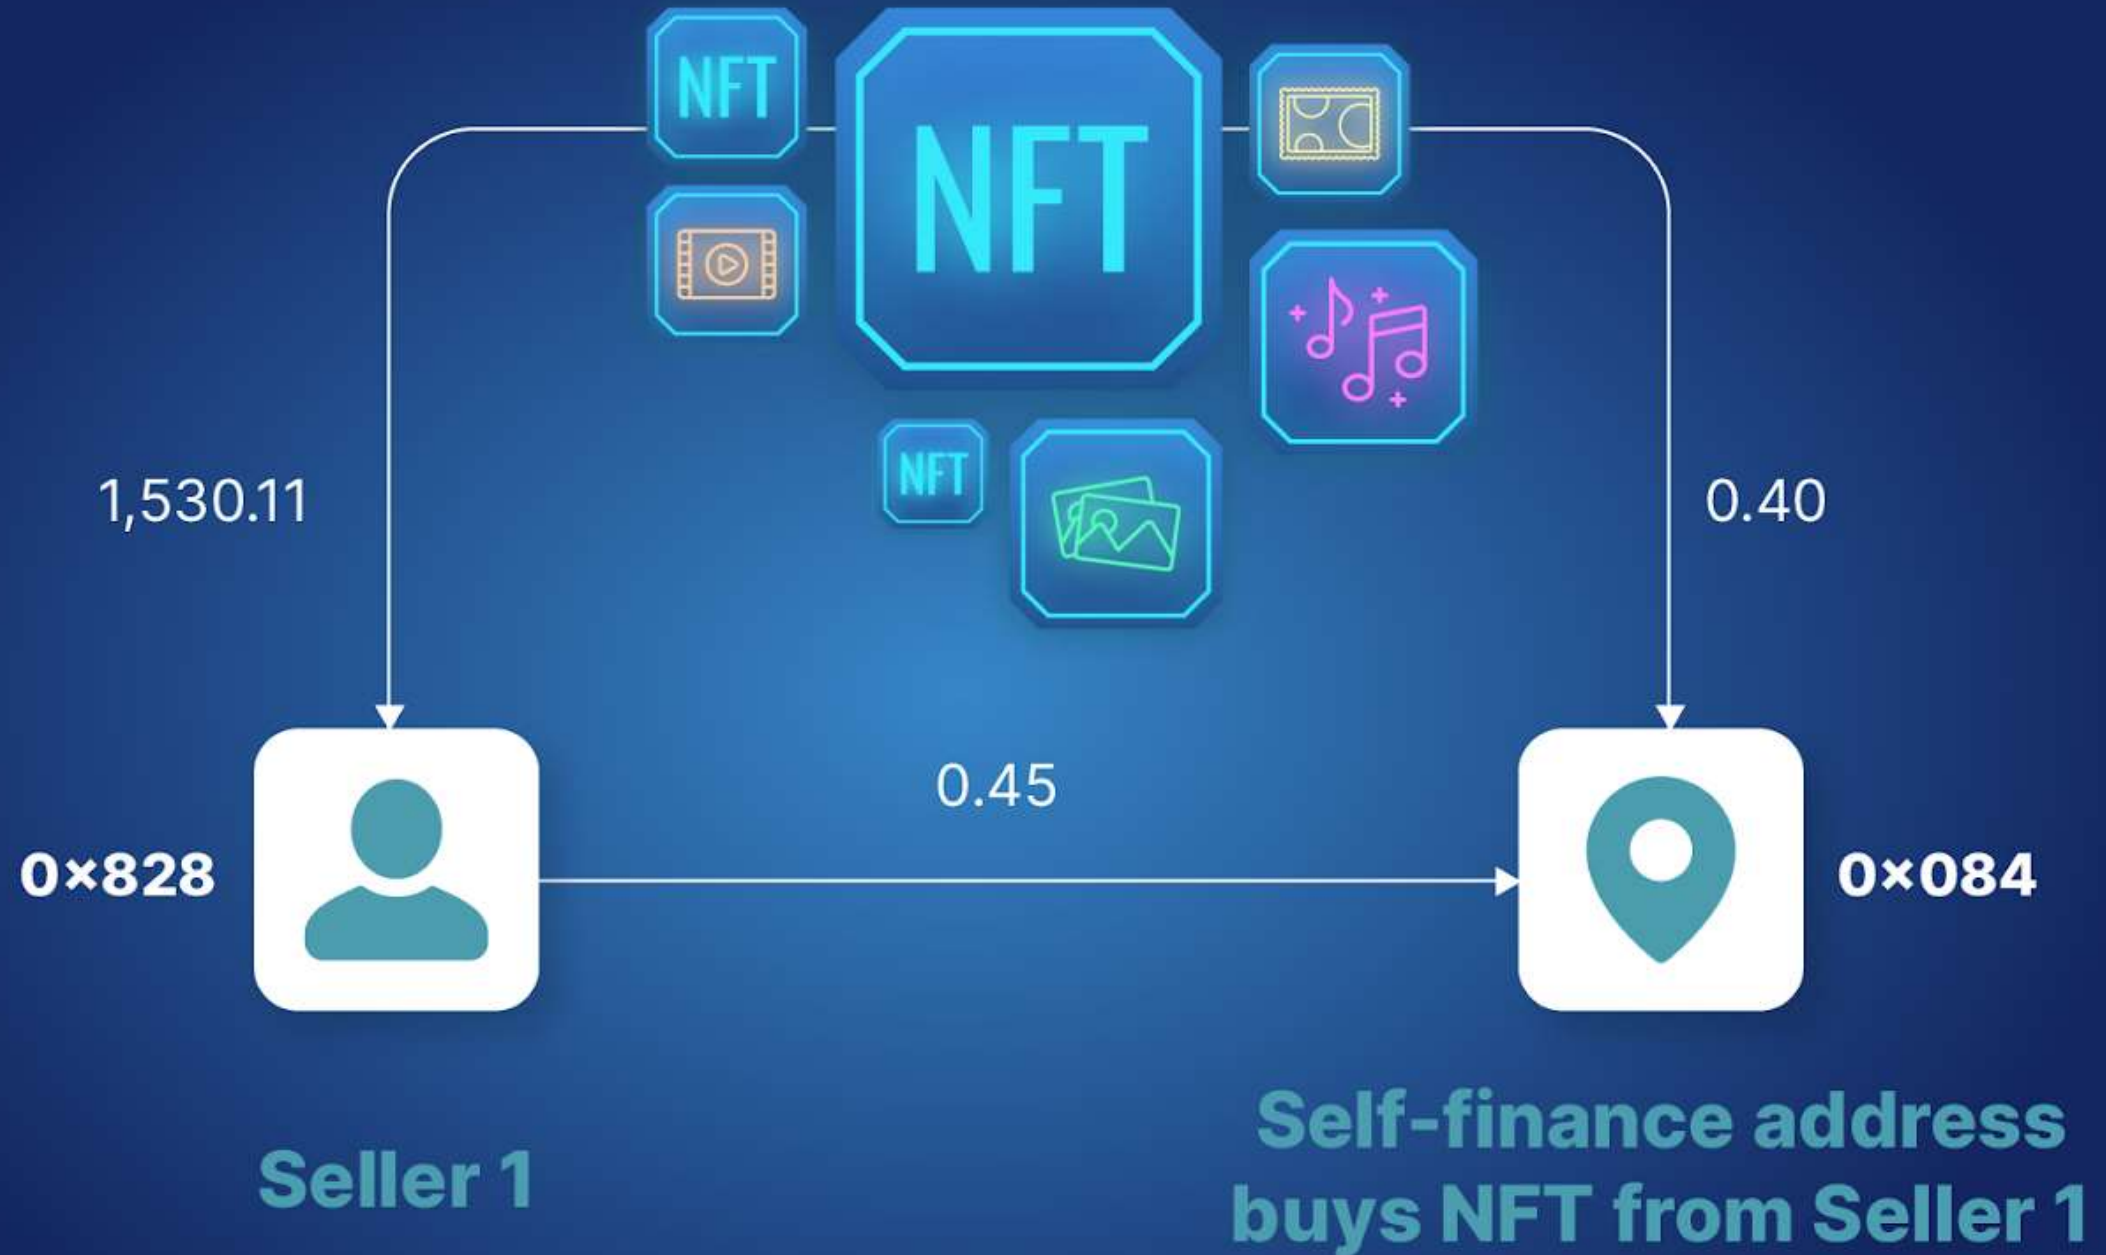 NFT
NFT
NFT
1,530.11
0.40
0.45
0×828
0×084
Seller 1
Self-finance address
buys NFT from Seller 1